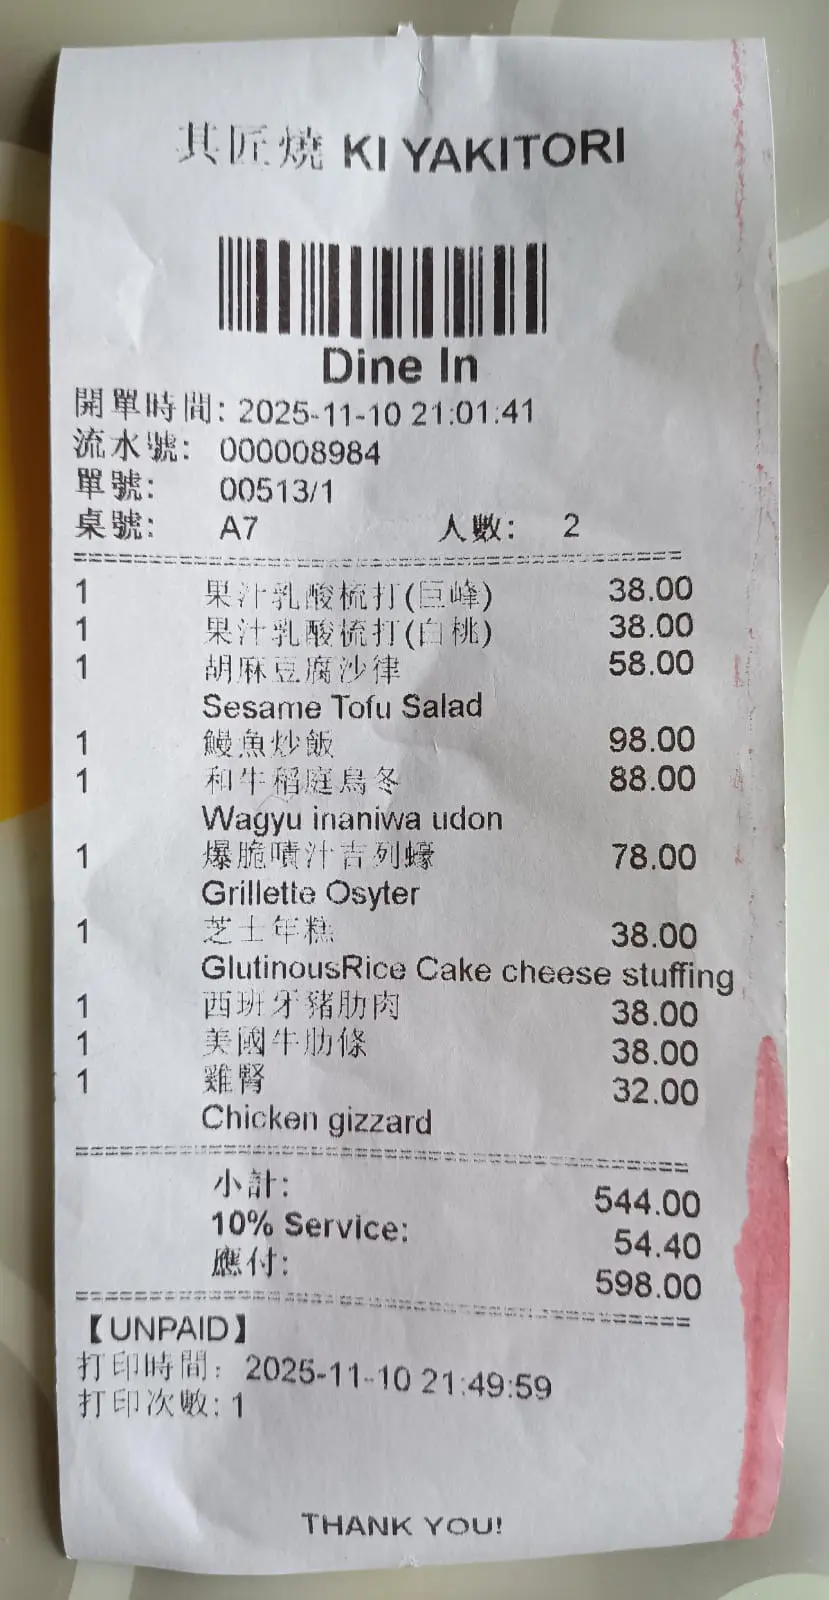 其匠燒 KI YAKITORI
Dine In
開單時間: 2025-11-10 21:01:41
流水號: 000008984
單號: 00513/1
桌號: A7 人數: 2
1 果汁乳酸梳打(巨峰) 38.00
1 果汁乳酸梳打(白桃) 38.00
1 胡麻豆腐沙律 58.00
Sesame Tofu Salad
1 鰻魚炒飯 98.00
1 和牛稻庭烏冬 88.00
Wagyu inaniwa udon
1 爆脆噴汁吉列蠔 78.00
Grillette Osyter
1 芝士年糕 38.00
GlutinousRice Cake cheese stuffing
1 西班牙豬肋肉 38.00
1 美國牛肋條 38.00
1 雞腎 32.00
Chicken gizzard
小計: 544.00
10% Service: 54.40
應付: 598.00
【UNPAID】
打印時間: 2025-11-10 21:49:59
打印次數: 1
THANK YOU!